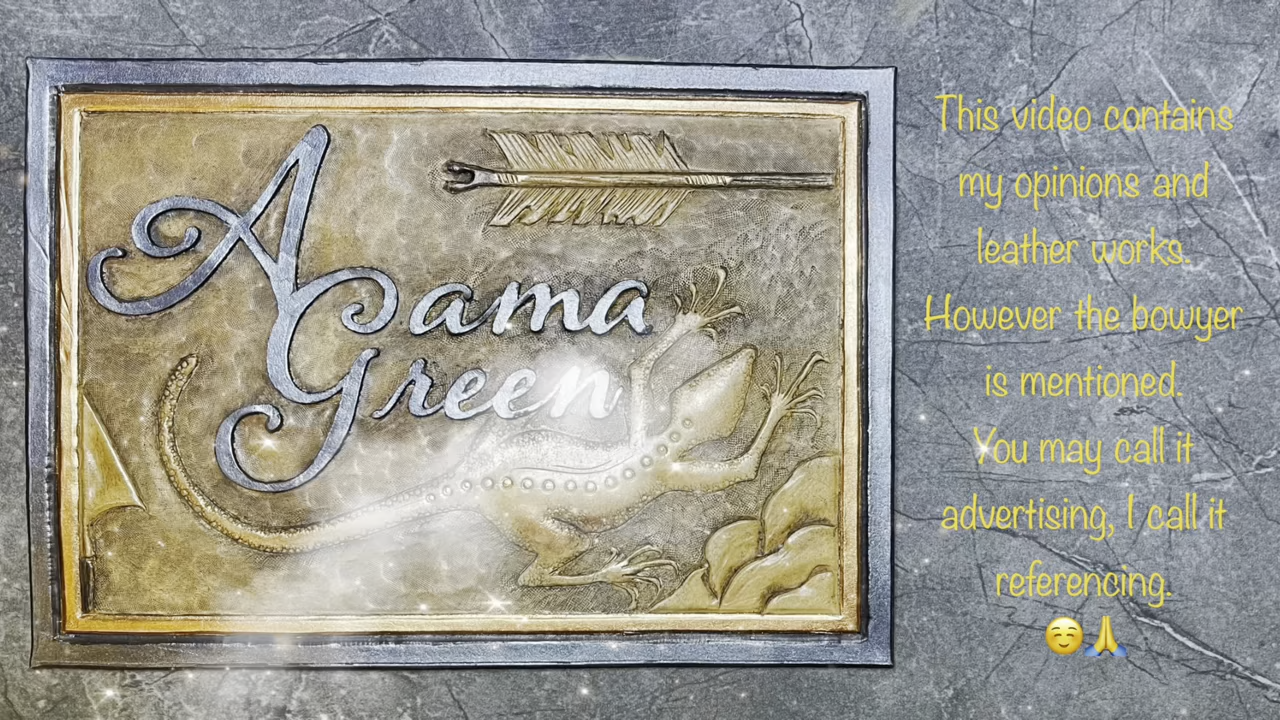 Agama
Green
This video contains
my opinions and
leather works.
However the bowyer
is mentioned.
You may call it
advertising, I call it
referencing.
☺️🙏